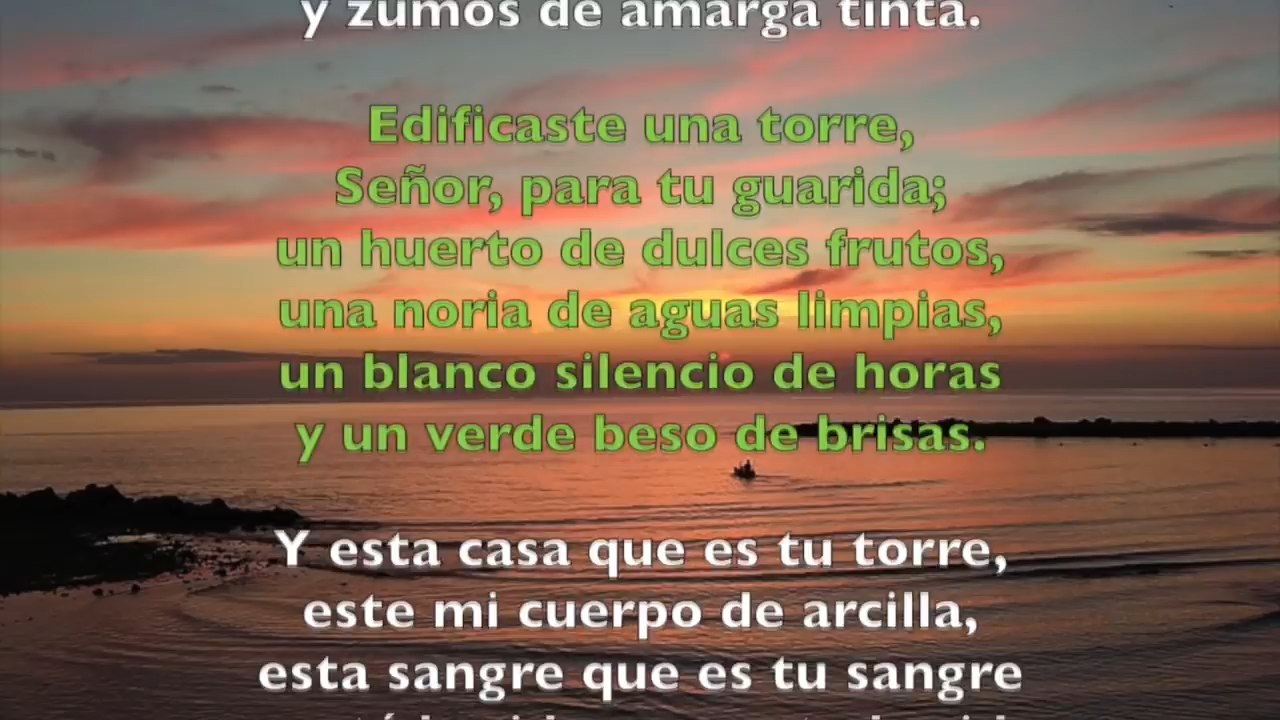 y zumos de amarga tinta.
Edificaste una torre,
Señor, para tu guarida;
un huerto de dulces frutos,
una noria de aguas limpias,
un blanco silencio de horas
y un verde beso de brisas.
Y esta casa que es tu torre,
este mi cuerpo de arcilla,
esta sangre que es tu sangre